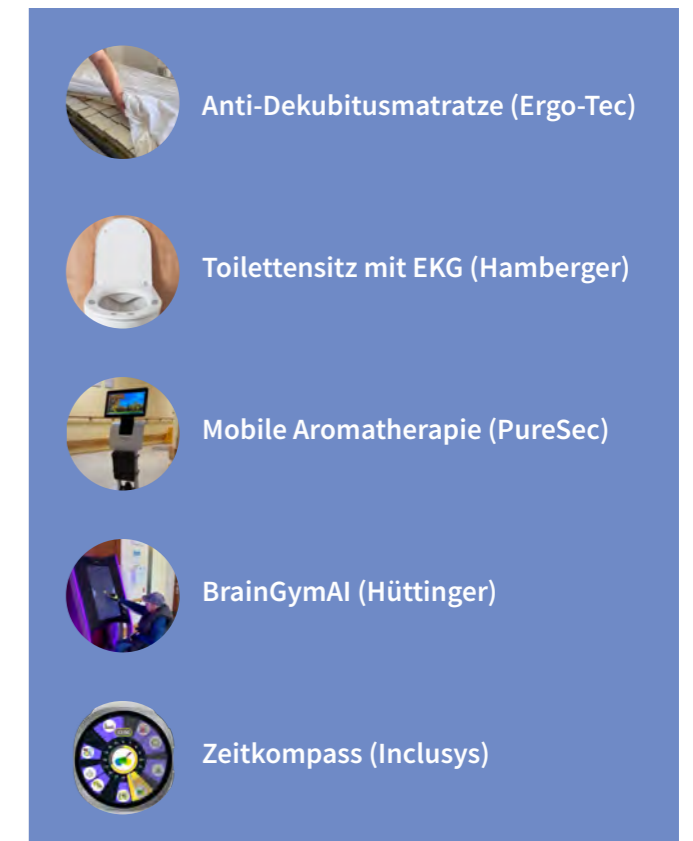 Anti-Dekubitusmatratze (Ergo-Tec)
Toilettensitz mit EKG (Hamberger)
Mobile Aromatherapie (PureSec)
BrainGymAI (Hüttinger)
Zeitkompass (Inclusys)